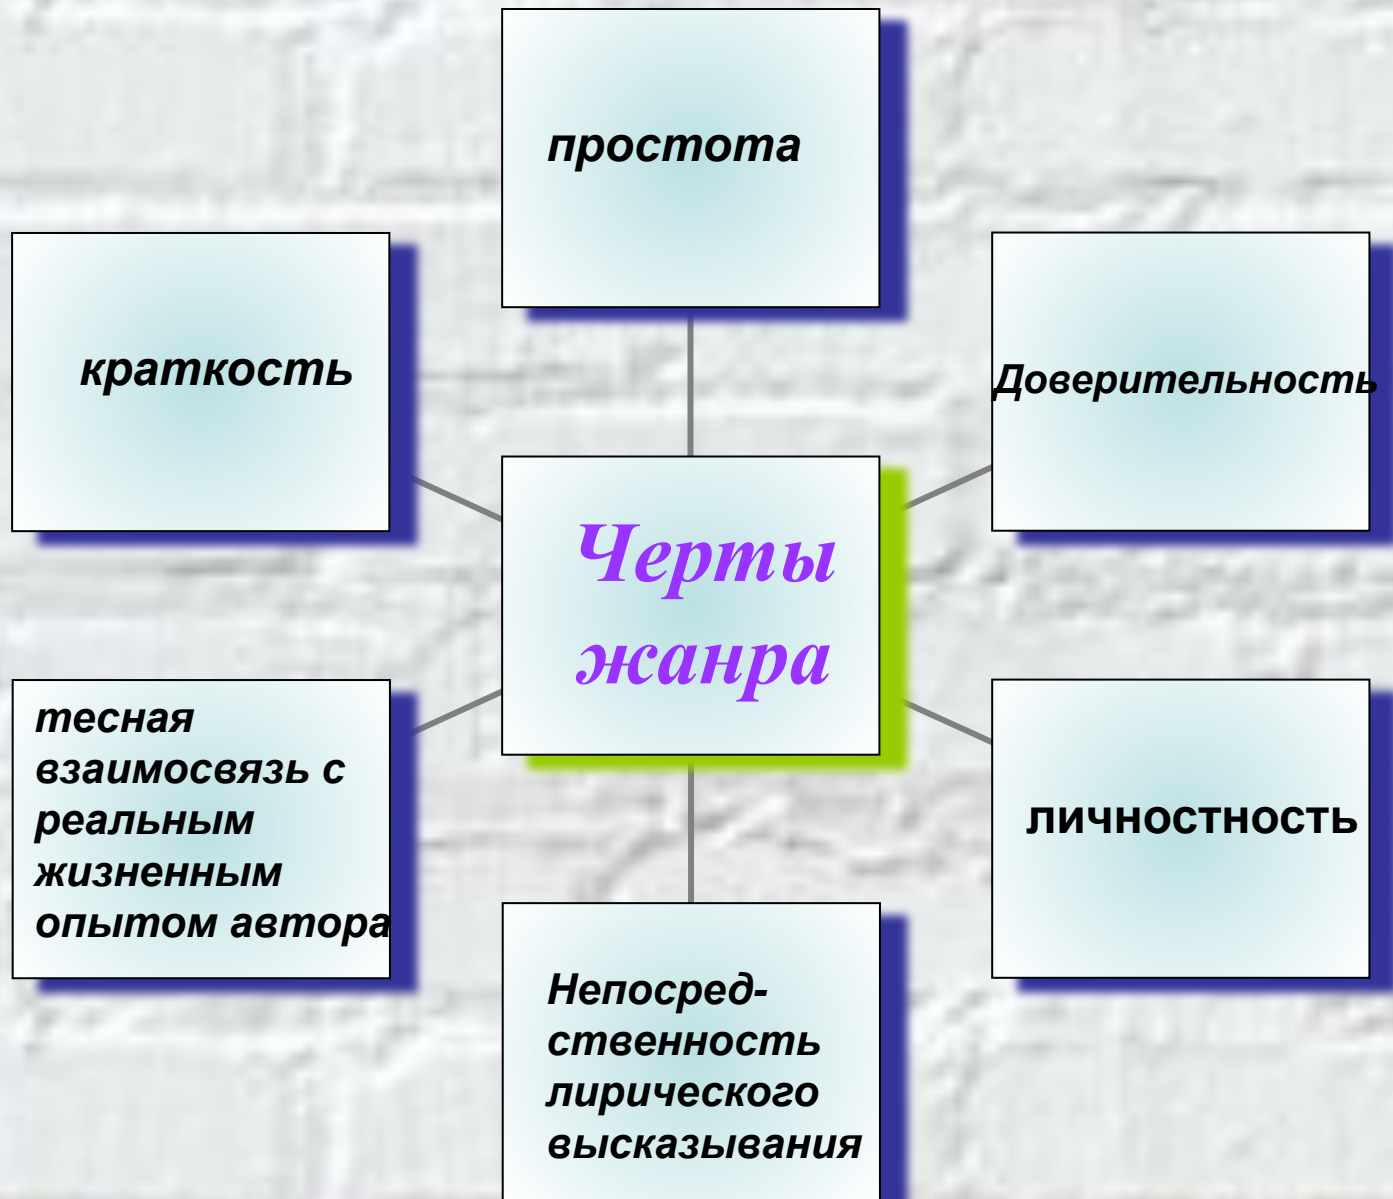 простота
краткость
Доверительность
Черты
жанра
тесная
взаимосвязь с
реальным
жизненным
опытом автора
личностность
Непосред-
ственность
лирического
высказывания